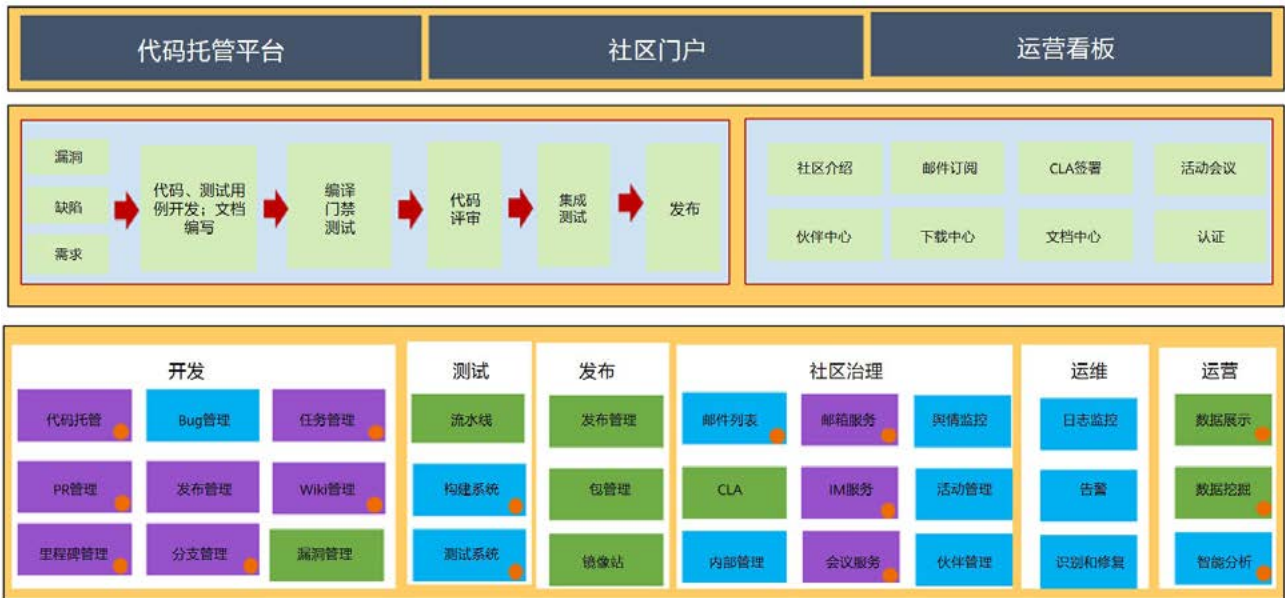 代码托管平台
社区门户
运营看板
漏洞
缺陷
需求
代码、测试用
例开发；文档
编写
编译
门禁
测试
代码
评审
集成
测试
发布
社区介绍
邮件订阅
CLA签署
活动会议
伙伴中心
下载中心
文档中心
认证
开发
代码托管
Bug管理
任务管理
PR管理
发布管理
Wiki管理
里程碑管理
分支管理
漏洞管理
测试
流水线
构建系统
测试系统
发布
发布管理
包管理
镜像站
社区治理
邮件列表
邮箱服务
舆情监控
CLA
IM服务
活动管理
内部管理
会议服务
伙伴管理
运维
日志监控
告警
识别和修复
运营
数据展示
数据挖掘
智能分析